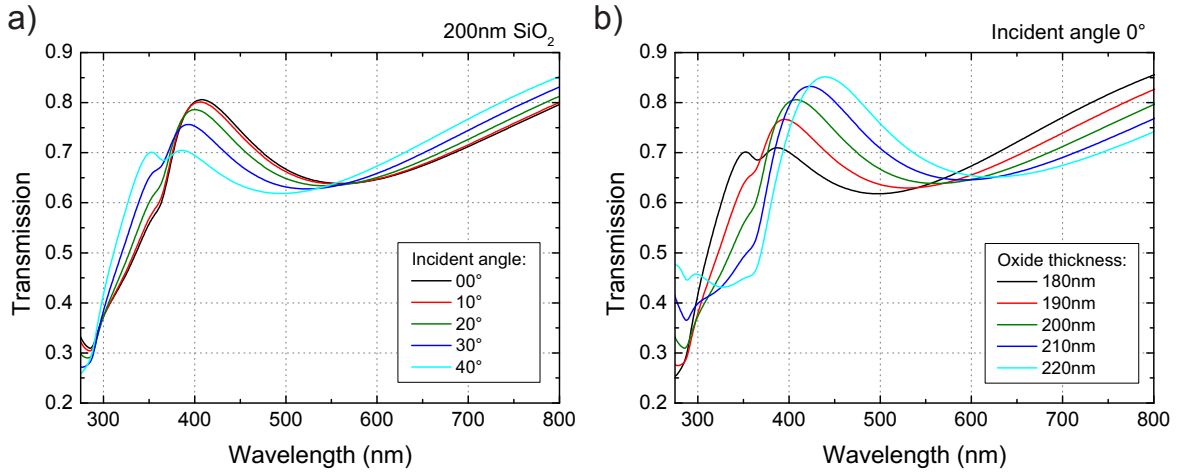 a)
200nm SiO₂
0.9
0.8
0.7
0.6
0.5
0.4
0.3
0.2
Transmission
300 400 500 600 700 800
Wavelength (nm)
Incident angle:
00°
10°
20°
30°
40°
b)
Incident angle 0°
0.9
0.8
0.7
0.6
0.5
0.4
0.3
0.2
Transmission
300 400 500 600 700 800
Wavelength (nm)
Oxide thickness:
180nm
190nm
200nm
210nm
220nm